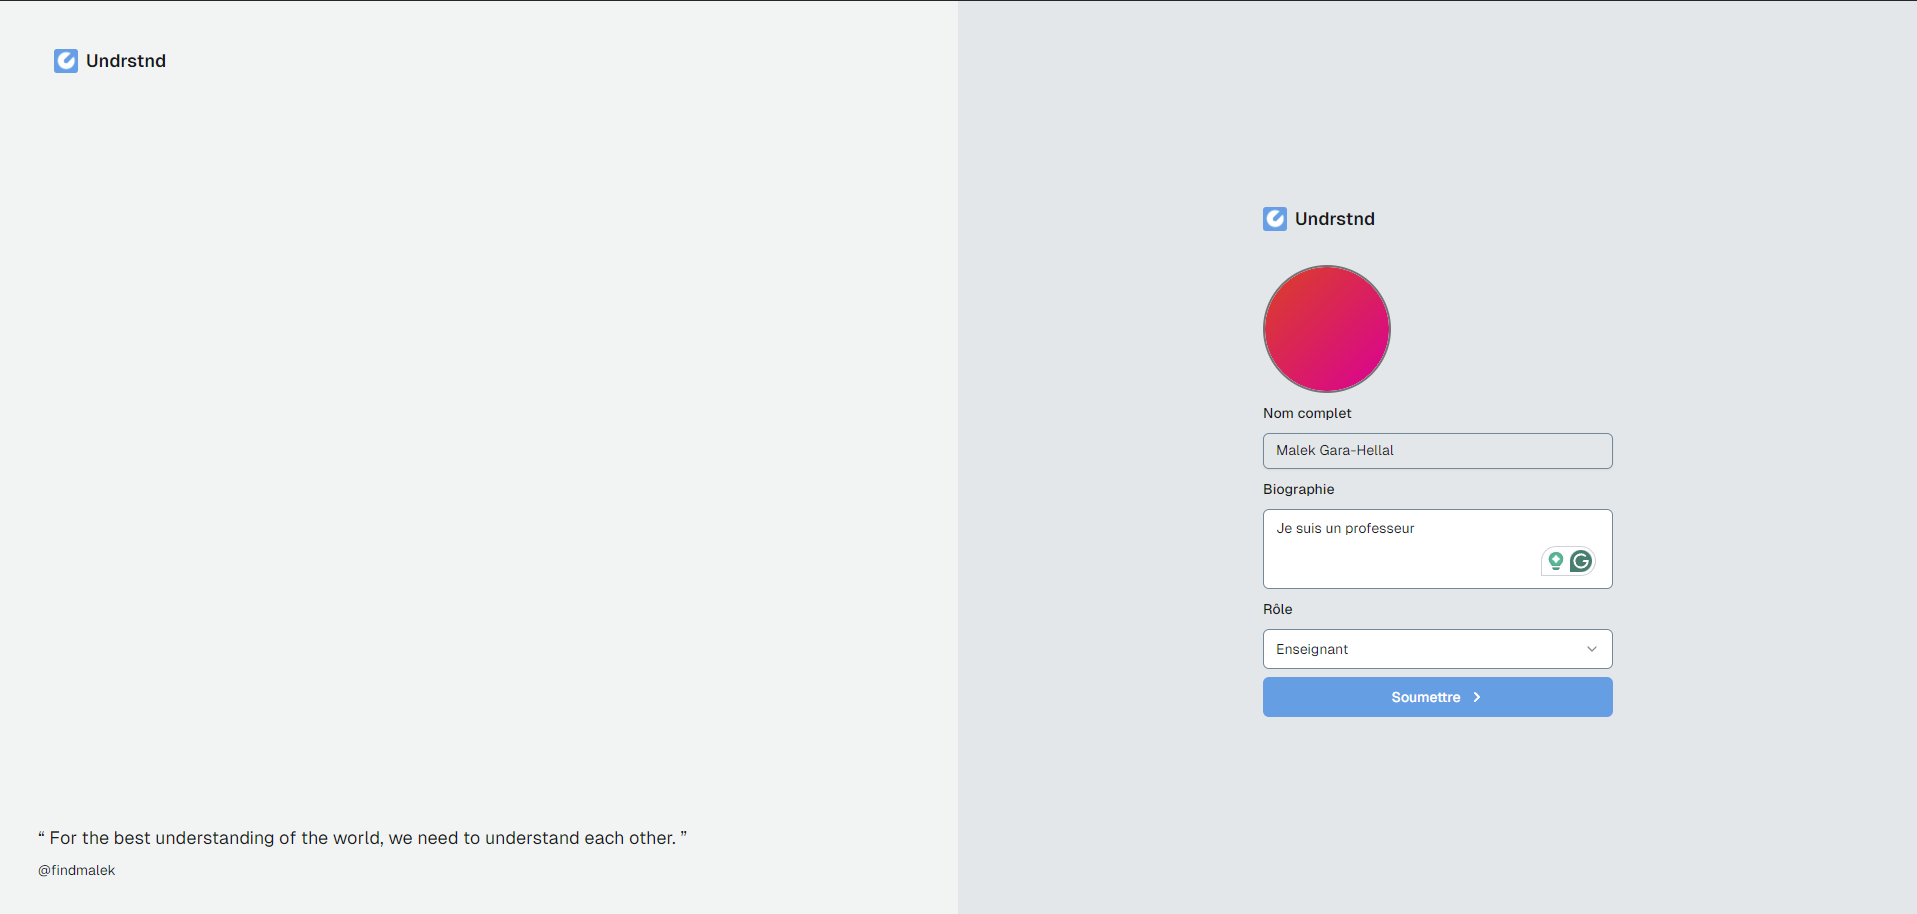 Undrstnd
“ For the best understanding of the world, we need to understand each other. ”
@findmalek
Undrstnd
Nom complet
Malek Gara-Hellal
Biographie
Je suis un professeur
Rôle
Enseignant
Soumettre